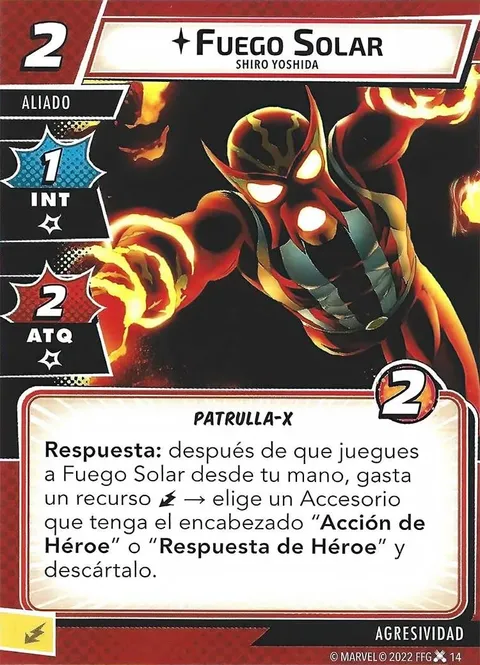 2
FUEGO SOLAR
SHIRO YOSHIDA
ALIADO
1
INT
2
ATQ
2
PATRULLA-X
Respuesta: después de que juegues
a Fuego Solar desde tu mano, gasta
un recurso → elige un Accesorio
que tenga el encabezado “Acción de
Héroe” o “Respuesta de Héroe” y
descártalo.
AGRESIVIDAD
© MARVEL © 2022 FFG 14